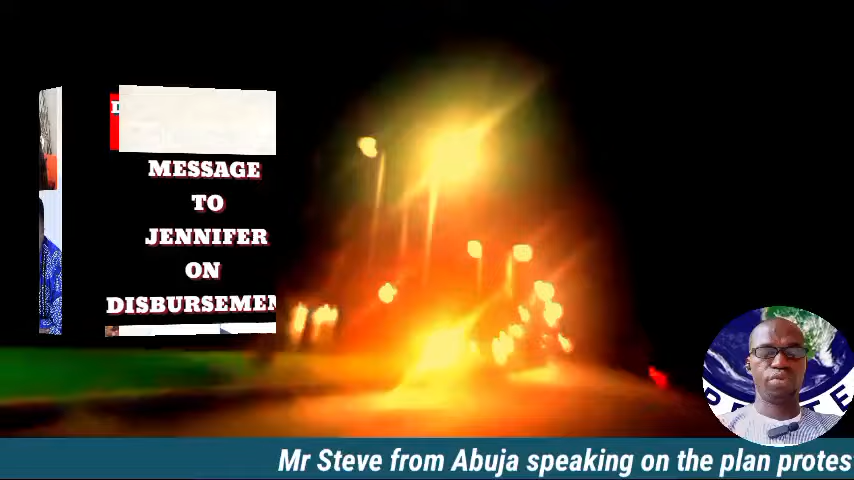 MESSAGE
TO
JENNIFER
ON
DISBURSEMEN
Mr Steve from Abuja speaking on the plan protes